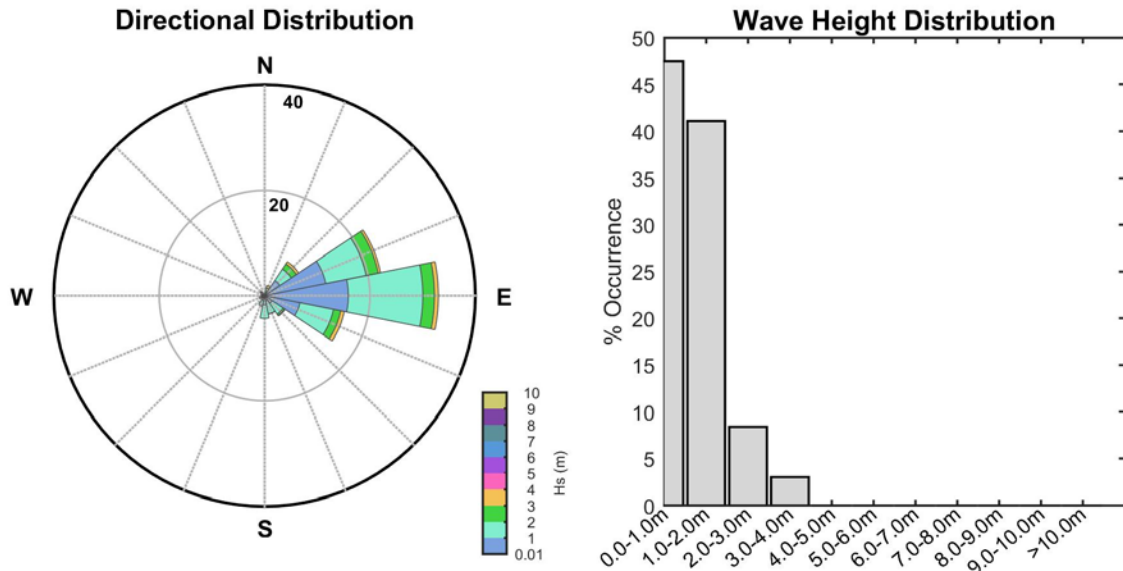 Directional Distribution
N
40
20
W
E
S
10
9
8
7
6
5
4
3
2
1
0.01
Hs (m)
Wave Height Distribution
% Occurrence
50
45
40
35
30
25
20
15
10
5
0
0.0-1.0m
1.0-2.0m
2.0-3.0m
3.0-4.0m
4.0-5.0m
5.0-6.0m
6.0-7.0m
7.0-8.0m
8.0-9.0m
9.0-10.0m
>10.0m